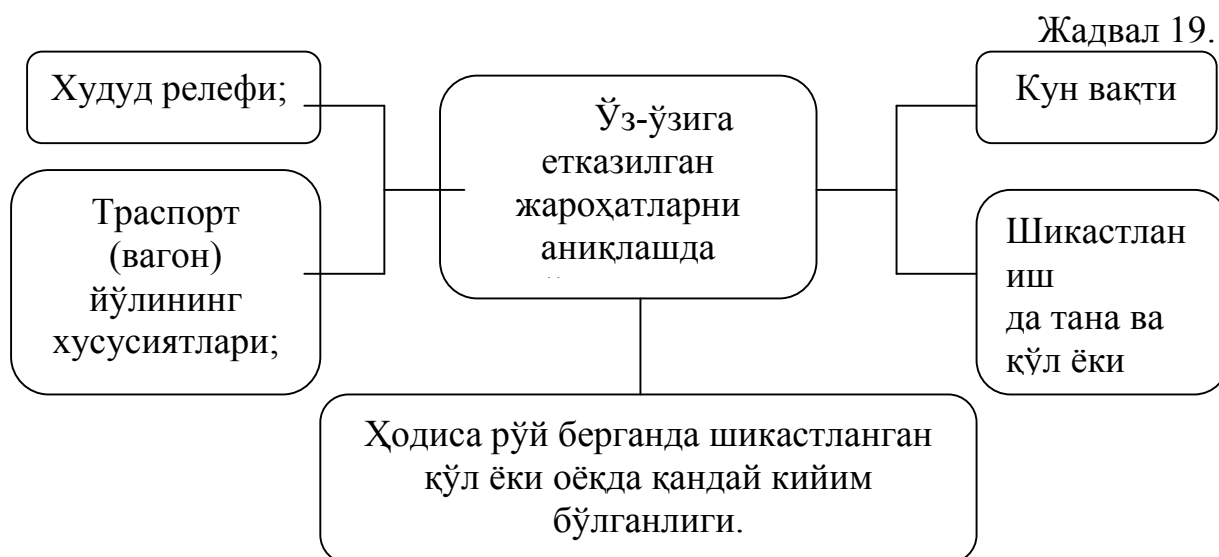 Жадвал 19.
Худуд релефи;
Траспорт
(вагон)
йўлининг
хусусиятлари;
Ўз-ўзига
етказилган
жароҳатларни
аниқлашда
Кун вақти
Шикастлан
иш
да тана ва
қўл ёки
Ҳодиса рўй берганда шикастланган
қўл ёки оёқда қандай кийим
бўлганлиги.